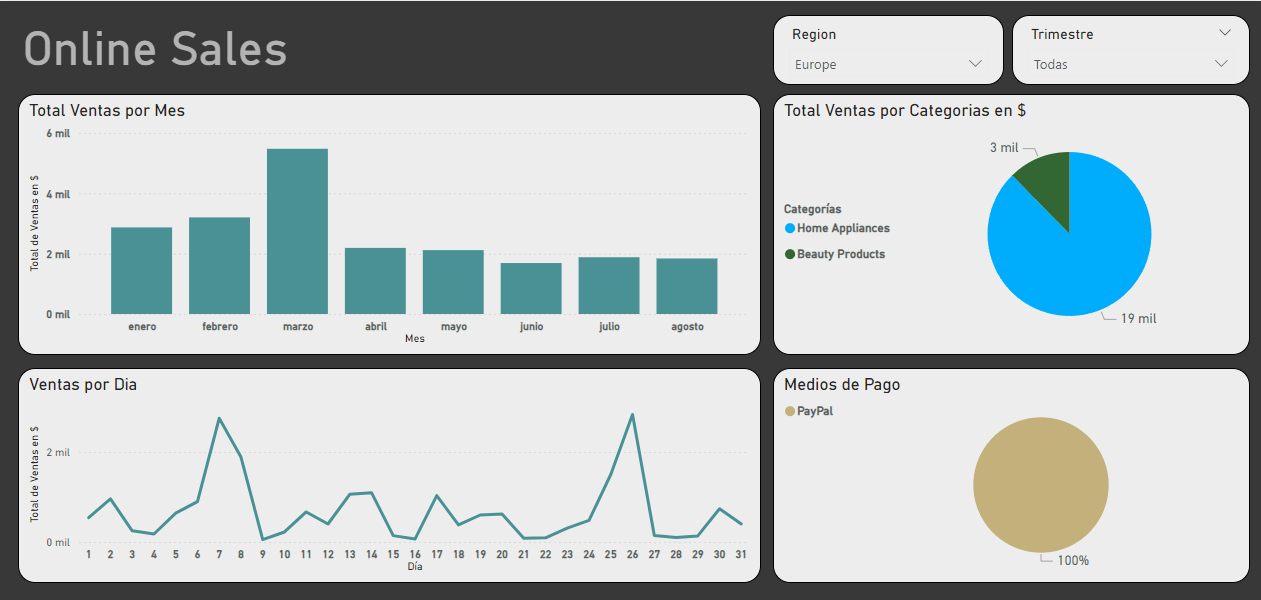 Online Sales
Region
Europe
Trimestre
Todas
Total Ventas por Mes
Total de Ventas en $
6 mil
4 mil
2 mil
0 mil
enero febrero marzo abril mayo junio julio agosto
Mes
Total Ventas por Categorias en $
Categorías
Home Appliances
Beauty Products
3 mil
19 mil
Ventas por Dia
Total de Ventas en $
2 mil
0 mil
1 2 3 4 5 6 7 8 9 10 11 12 13 14 15 16 17 18 19 20 21 22 23 24 25 26 27 28 29 30 31
Día
Medios de Pago
PayPal
100%